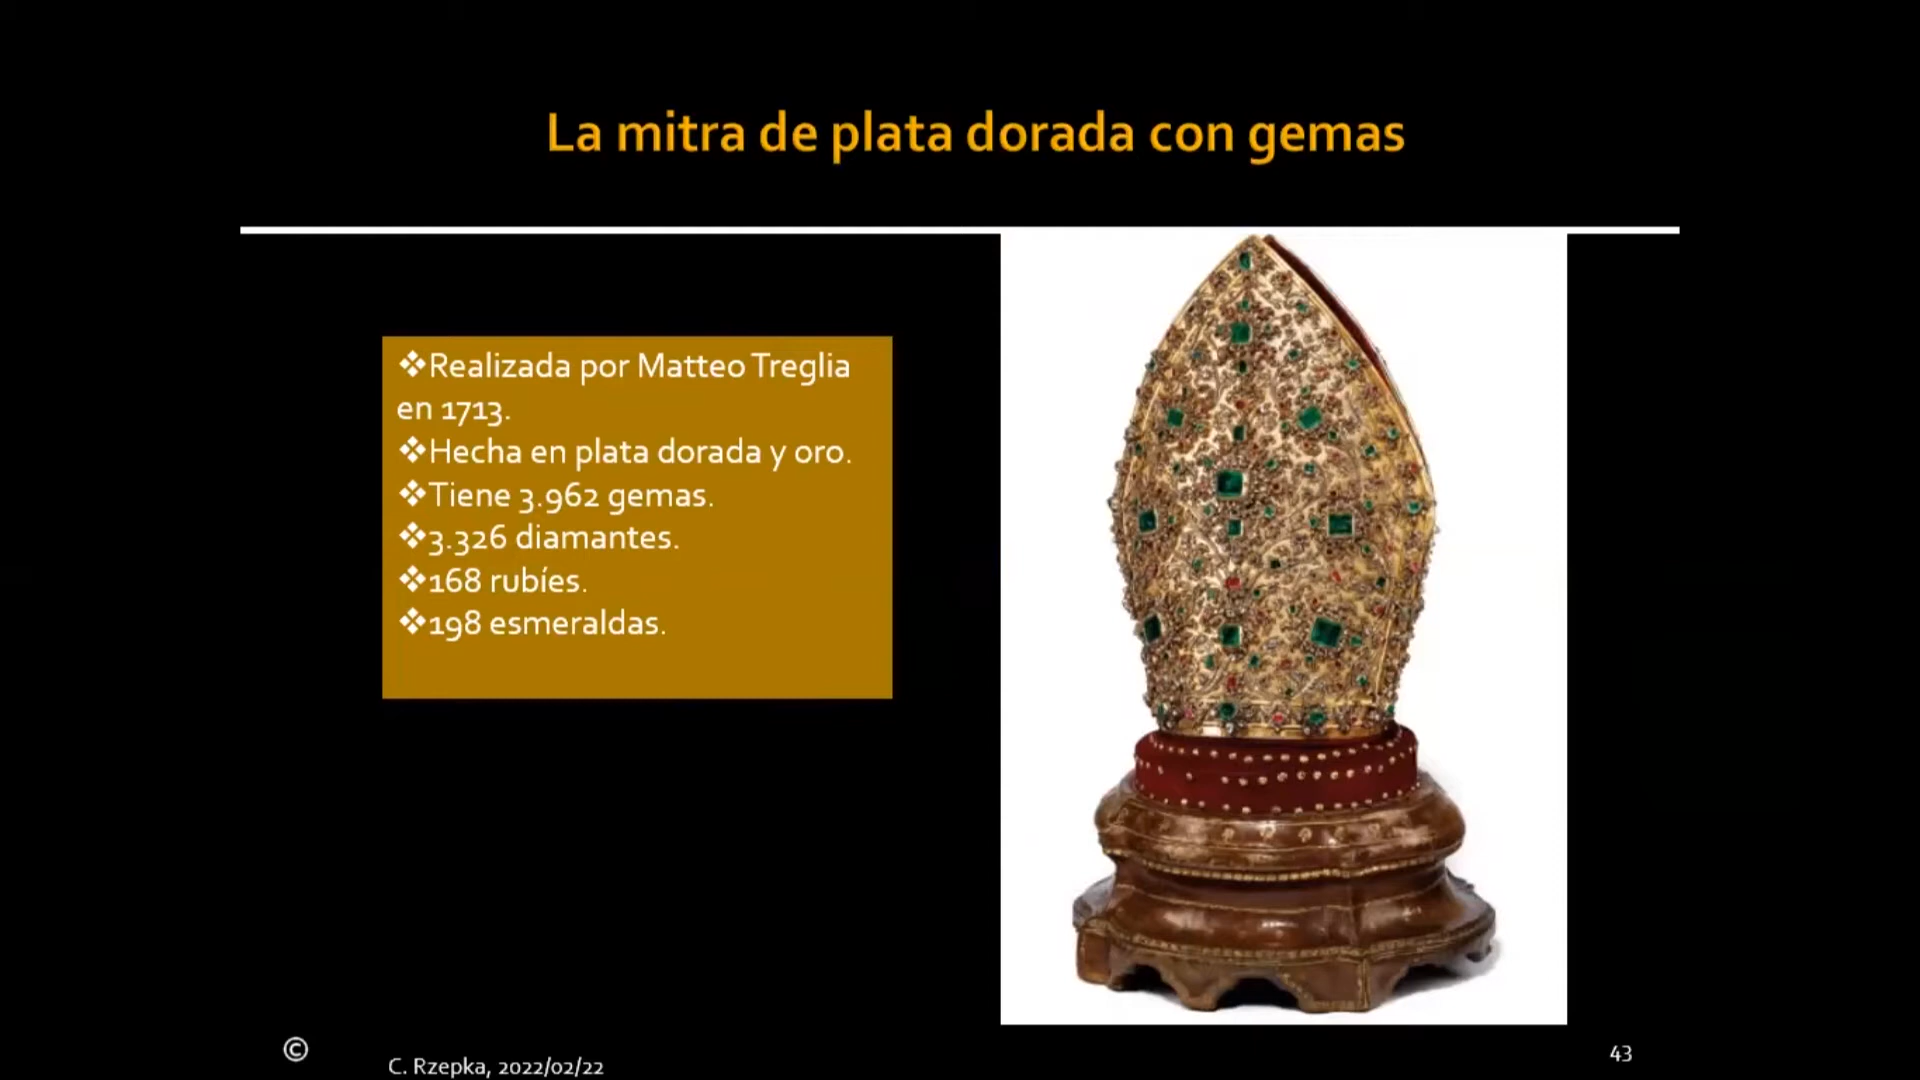 La mitra de plata dorada con gemas
❖Realizada por Matteo Treglia
en 1713.
❖Hecha en plata dorada y oro.
❖Tiene 3.962 gemas.
❖3.326 diamantes.
❖168 rubíes.
❖198 esmeraldas.
©
C. Rzepka, 2022/02/22
43